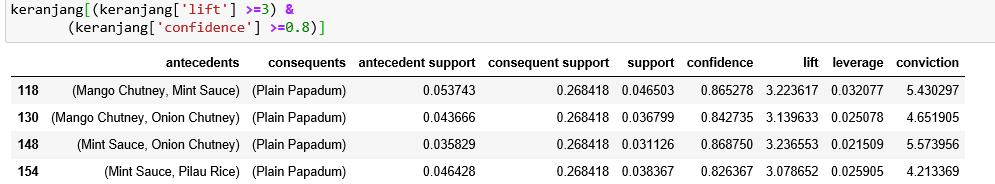 keranjang[(keranjang['lift'] >=3) &
(keranjang['confidence'] >=0.8)]
antecedents consequents antecedent support consequent support support confidence lift leverage conviction
118 (Mango Chutney, Mint Sauce) (Plain Papadum) 0.053743 0.268418 0.046503 0.865278 3.223617 0.032077 5.430297
130 (Mango Chutney, Onion Chutney) (Plain Papadum) 0.043666 0.268418 0.036799 0.842735 3.139633 0.025078 4.651905
148 (Mint Sauce, Onion Chutney) (Plain Papadum) 0.035829 0.268418 0.031126 0.868750 3.236553 0.021509 5.573956
154 (Mint Sauce, Pilau Rice) (Plain Papadum) 0.046428 0.268418 0.038367 0.826367 3.078652 0.025905 4.213369